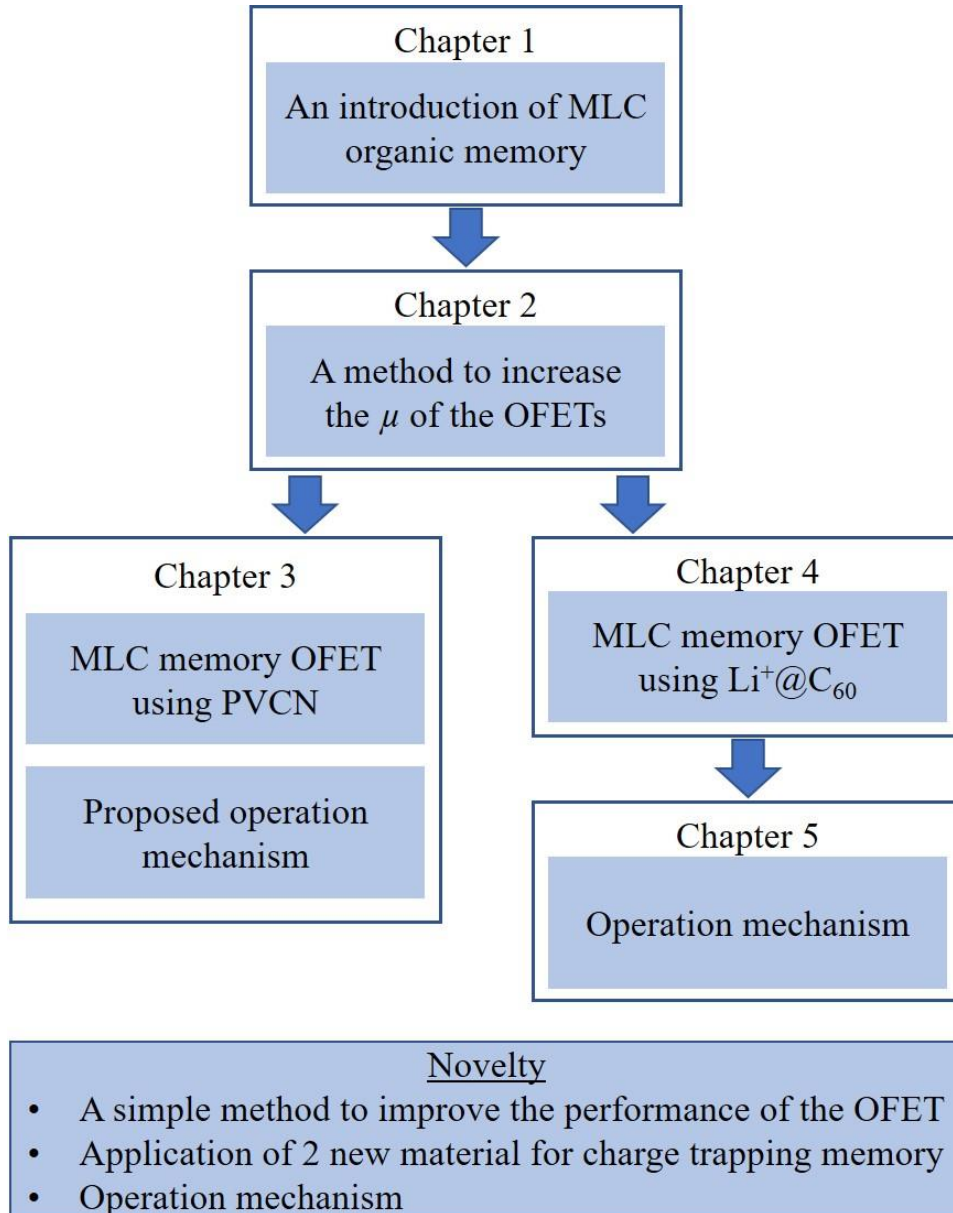 Chapter 1
An introduction of MLC
organic memory
Chapter 2
A method to increase
the μ of the OFETs
Chapter 3
MLC memory OFET
using PVCN
Proposed operation
mechanism
Chapter 4
MLC memory OFET
using Li⁺@C₆₀
Chapter 5
Operation mechanism
Novelty
• A simple method to improve the performance of the OFET
• Application of 2 new material for charge trapping memory
• Operation mechanism